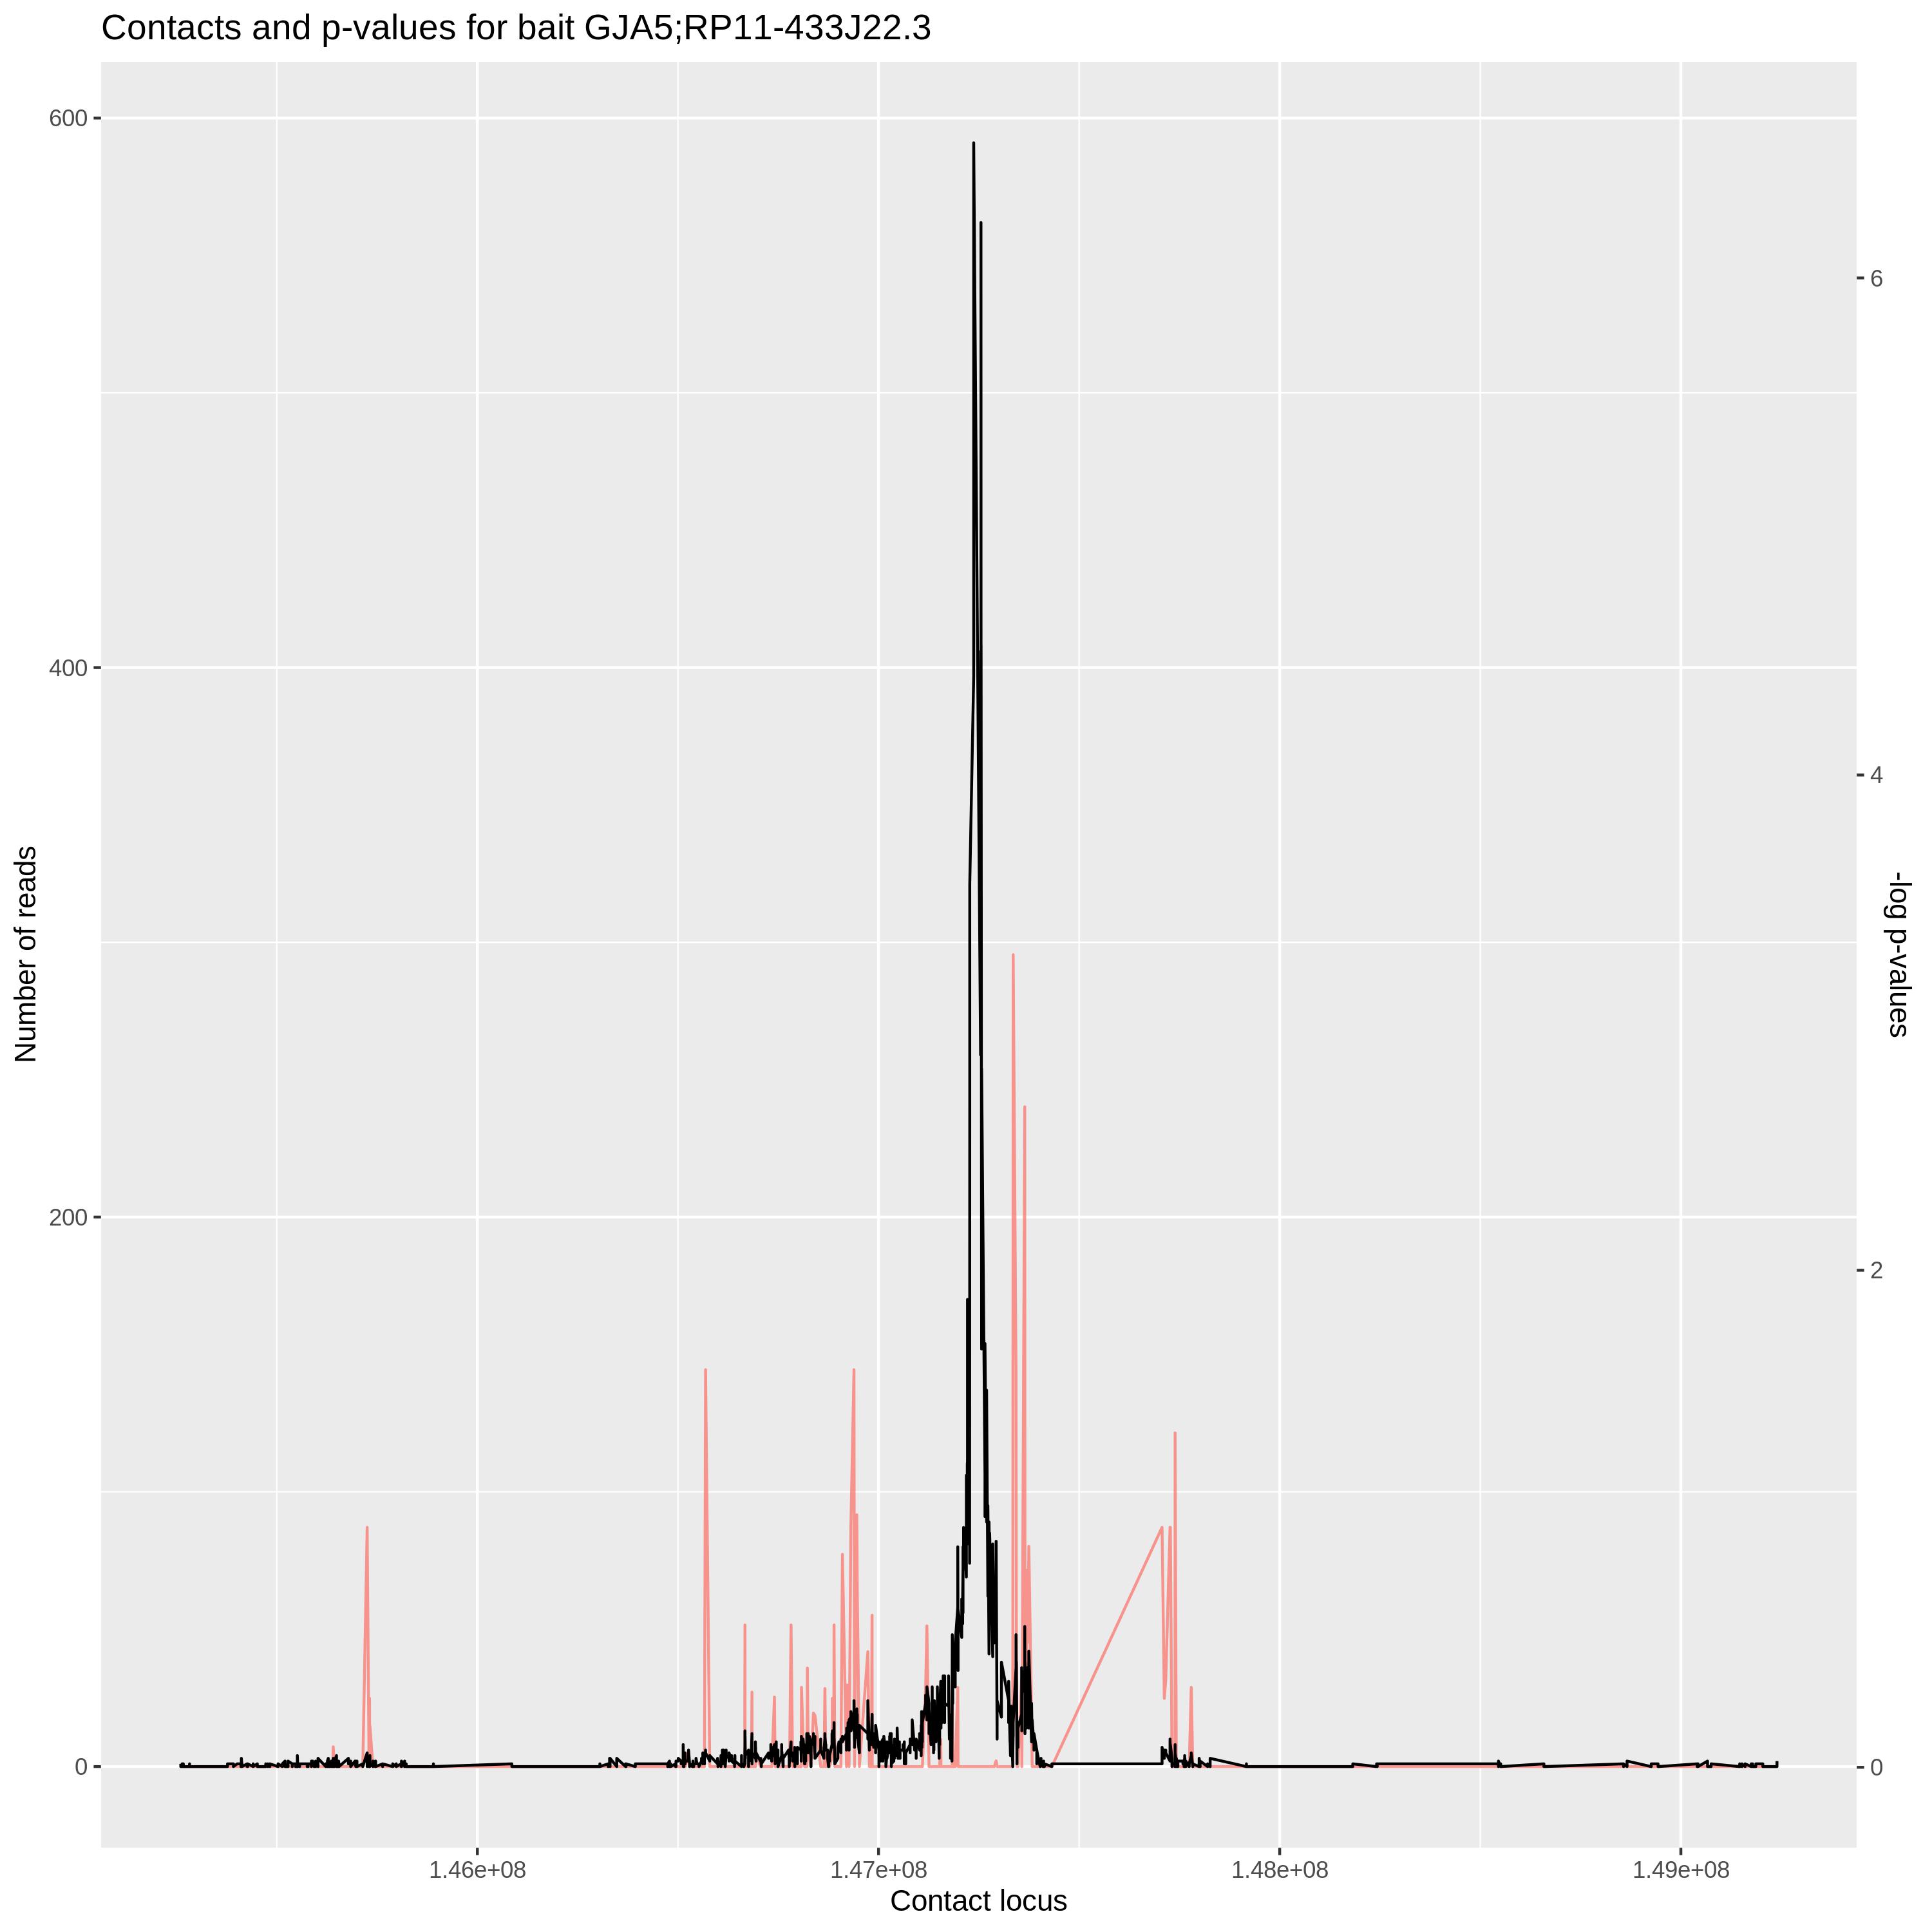 Contacts and p-values for bait GJA5;RP11-433J22.3
600
400
200
0
6
4
2
0
Number of reads
-log p-values
1.46e+08
1.47e+08
1.48e+08
1.49e+08
Contact locus